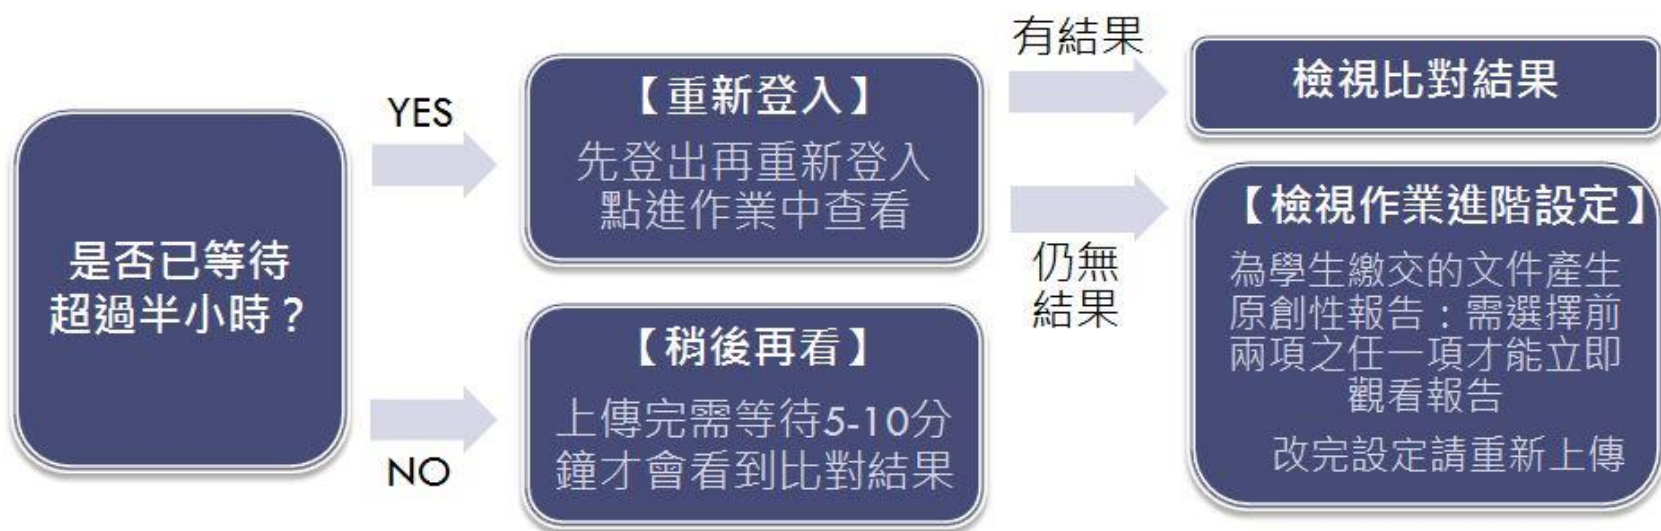 是否已等待
超過半小時？
YES
【重新登入】
先登出再重新登入
點進作業中查看
有結果
檢視比對結果
仍無
結果
【檢視作業進階設定】
為學生繳交的文件產生
原創性報告：需選擇前
兩項之任一項才能立即
觀看報告
改完設定請重新上傳
NO
【稍後再看】
上傳完需等待5-10分
鐘才會看到比對結果